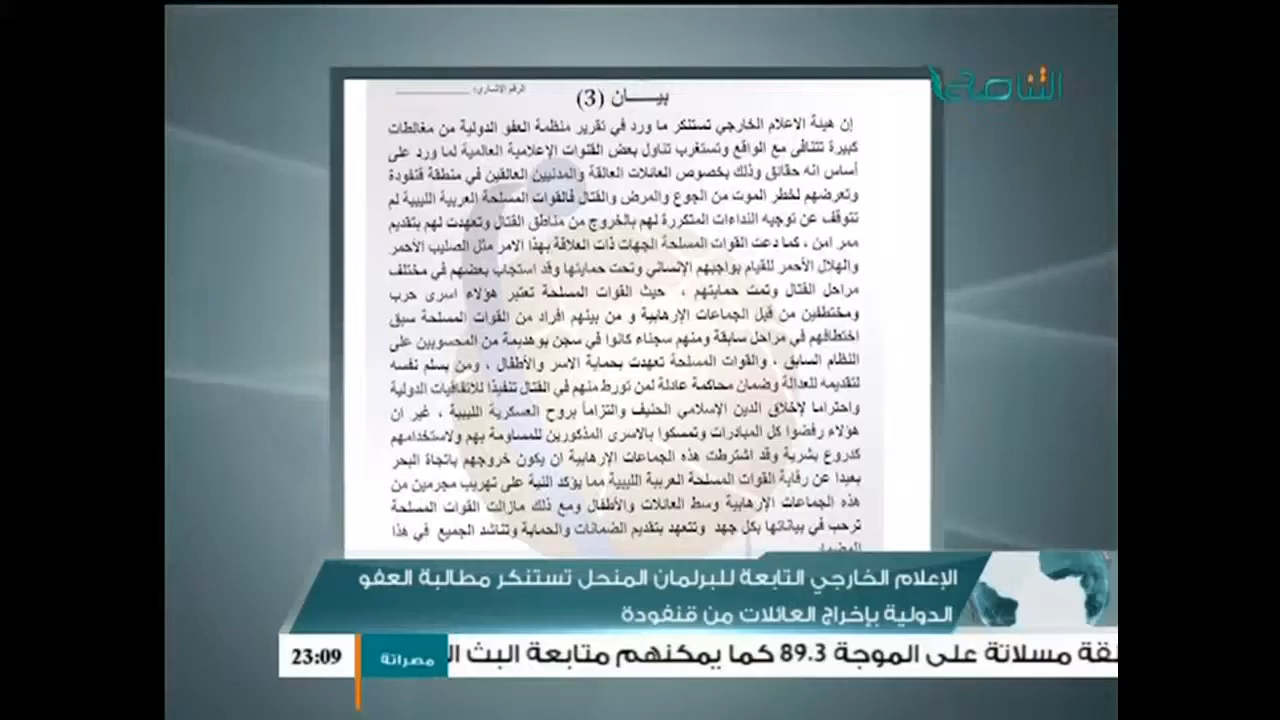 التناصح
الرقم الإشاري:
بيـــــان (3)
إن هيئة الاعلام الخارجي تستنكر ما ورد في تقرير منظمة العفو الدولية من مغالطات
كبيرة تتنافى مع الواقع وتستغرب تناول بعض القنوات الإعلامية العالمية لما ورد على
أساس انه حقائق وذلك بخصوص العائلات العالقة والمدنيين العالقين في منطقة قنفودة
وتعرضهم لخطر الموت من الجوع والمرض والقتال فالقوات المسلحة العربية الليبية لم
تتوقف عن توجيه النداءات المتكررة لهم بالخروج من مناطق القتال وتعهدت لهم بتقديم
ممر امن ، كما دعت القوات المسلحة الجهات ذات العلاقة بهذا الامر مثل الصليب الأحمر
والهلال الأحمر للقيام بواجبهم الإنساني وتحت حمايتها وقد استجاب بعضهم في مختلف
مراحل القتال وتمت حمايتهم ، حيث القوات المسلحة تعتبر هؤلاء اسرى حرب
ومختطفين من قبل الجماعات الإرهابية و من بينهم افراد من القوات المسلحة سبق
اختطافهم في مراحل سابقة ومنهم سجناء كانوا في سجن بوهديمة من المحسوبين على
النظام السابق ، والقوات المسلحة تعهدت بحماية الاسر والأطفال ، ومن يسلم نفسه
لتقديمه للعدالة وضمان محاكمة عادلة لمن تورط منهم في القتال تنفيذا للاتفاقيات الدولية
واحتراما لإخلاق الدين الإسلامي الحنيف والتزاماً بروح العسكرية الليبية ، غير ان
هؤلاء رفضوا كل المبادرات وتمسكوا بالاسرى المذكورين للمساومة بهم ولاستخدامهم
كدروع بشرية وقد اشترطت هذه الجماعات الإرهابية ان يكون خروجهم باتجاة البحر
بعيدا عن رقابة القوات المسلحة العربية الليبية مما يؤكد النية على تهريب مجرمين من
هذه الجماعات الإرهابية وسط العائلات والأطفال ومع ذلك مازالت القوات المسلحة
ترحب في بياناتها بكل جهد وتتعهد بتقديم الضمانات والحماية وتناشد الجميع في هذا
الإعلام الخارجي التابعة للبرلمان المنحل تستنكر مطالبة العفو
الدولية بإخراج العائلات من قنفودة
23:09 مصراتة مسلاتة على الموجة 89.3 كما يمكنهم متابعة البث